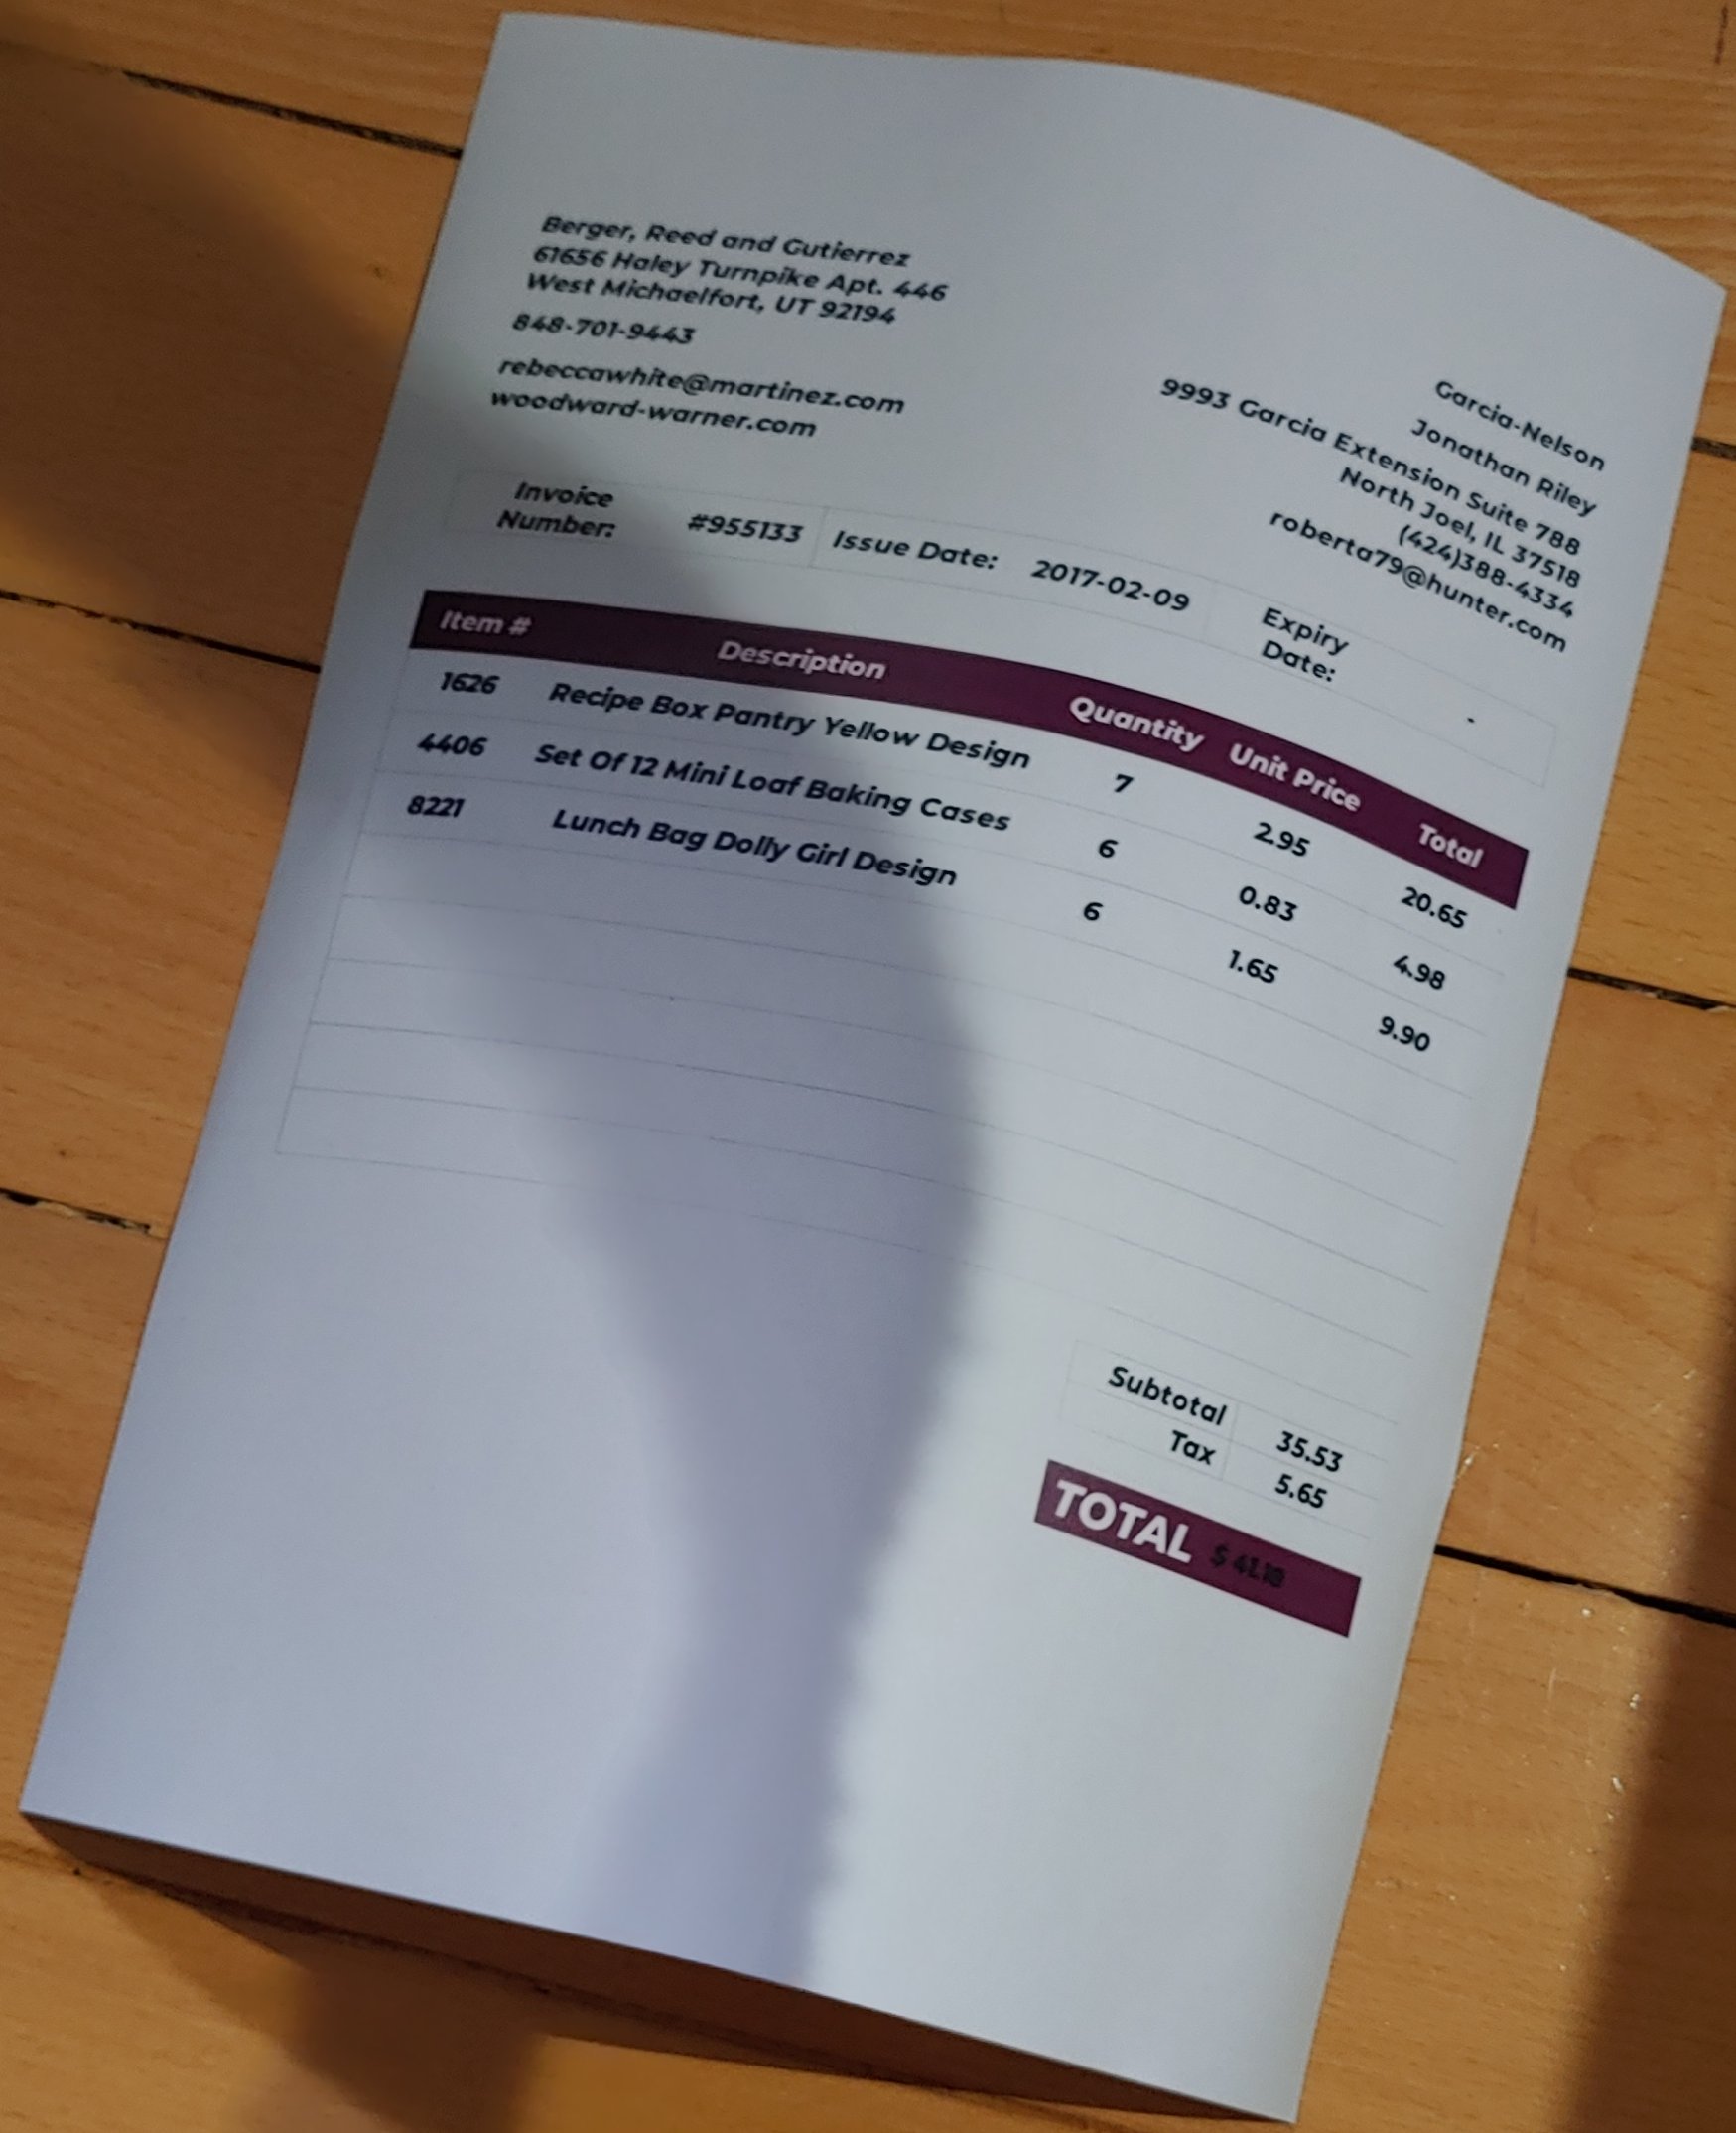 Berger, Reed and Gutierrez
61656 Haley Turnpike Apt. 446
West Michaelfort, UT 92194
848-701-9443
rebeccawhite@martinez.com
woodward-warner.com
Garcia-Nelson
Jonathan Riley
9993 Garcia Extension Suite 788
North Joel, IL 37518
(424)388-4334
roberta79@hunter.com
Invoice Number: #955133 Issue Date: 2017-02-09 Expiry Date: -
Item # Description Quantity Unit Price Total
1626 Recipe Box Pantry Yellow Design 7 2.95 20.65
4406 Set Of 12 Mini Loaf Baking Cases 6 0.83 4.98
8221 Lunch Bag Dolly Girl Design 6 1.65 9.90
Subtotal 35.53
Tax 5.65
TOTAL $ 41.18